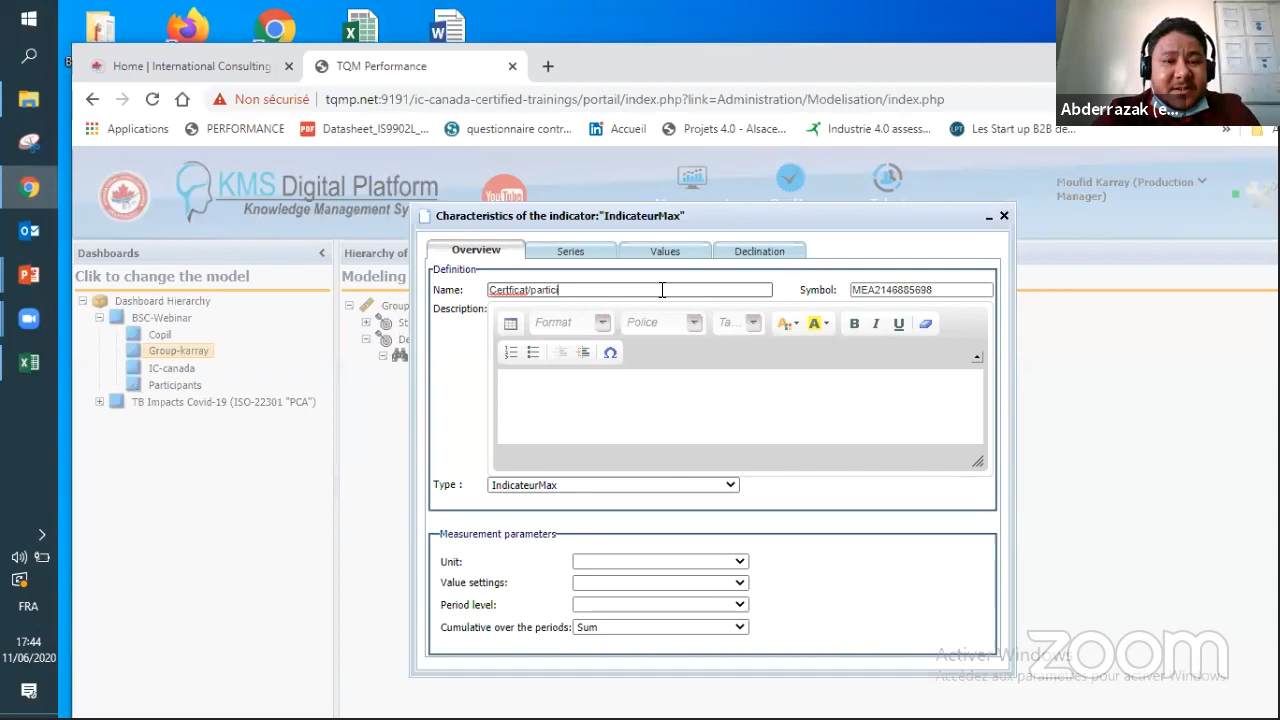 Home | International Consulting
TQM Performance
Non sécurisé
tqmp.net:9191/ic-canada-certified-trainings/portail/index.php?link=Administration/Modelisation/index.php
Abderrazak (e...
Applications
PERFORMANCE
Datasheet_IS9902L_...
questionnaire contr...
Accueil
Projets 4.0 - Alsace...
Industrie 4.0 assess...
Les Start up B2B de...
KMS Digital Platform
Knowledge Management Sy
YouTube
Moufid Karray (Production
Manager)
Characteristics of the indicator:"IndicateurMax"
Dashboards
Hierarchy of
Clik to change the model
Modeling
Overview
Series
Values
Declination
Dashboard Hierarchy
BSC-Webinar
Copil
Group-karray
IC-canada
Participants
TB Impacts Covid-19 (ISO-22301 "PCA")
Group
St
De
Definition
Name:
Certficat/partici
Symbol:
MEA2146885698
Description:
Format
Police
Ta...
B I U
Type :
IndicateurMax
Measurement parameters
Unit:
Value settings:
Period level:
Cumulative over the periods:
Sum
FRA
17:44
11/06/2020
zoom
Activer Windows
Accédez aux paramètres pour activer Windows.